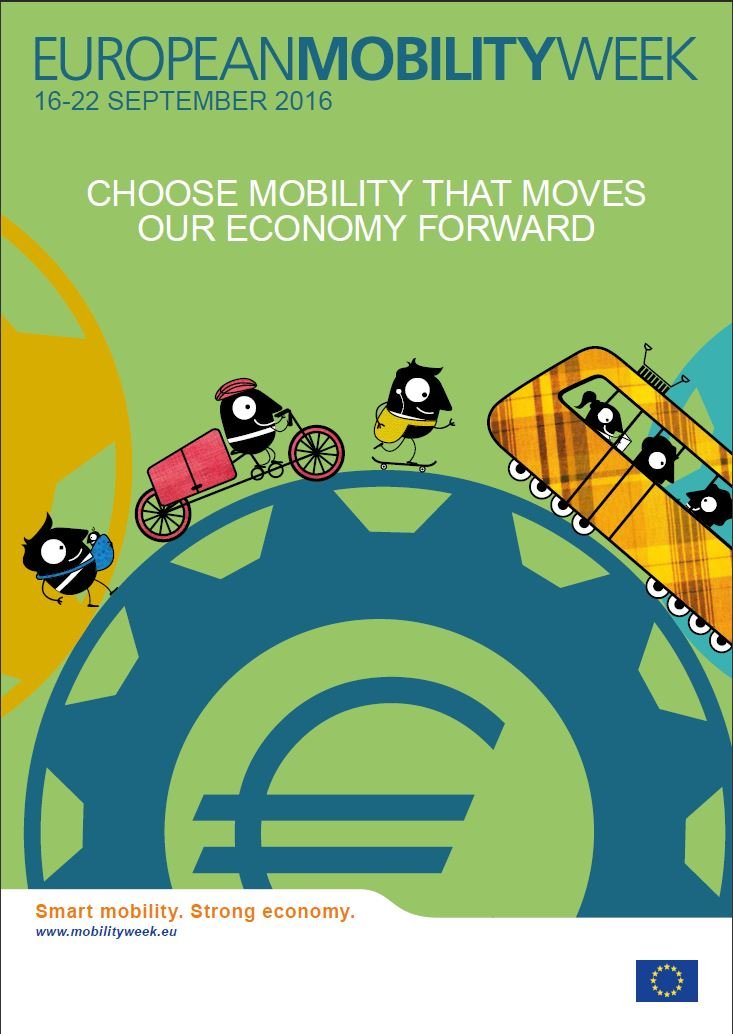 EUROPEANMOBILITYWEEK
16-22 SEPTEMBER 2016
CHOOSE MOBILITY THAT MOVES
OUR ECONOMY FORWARD
€
Smart mobility. Strong economy.
www.mobilityweek.eu